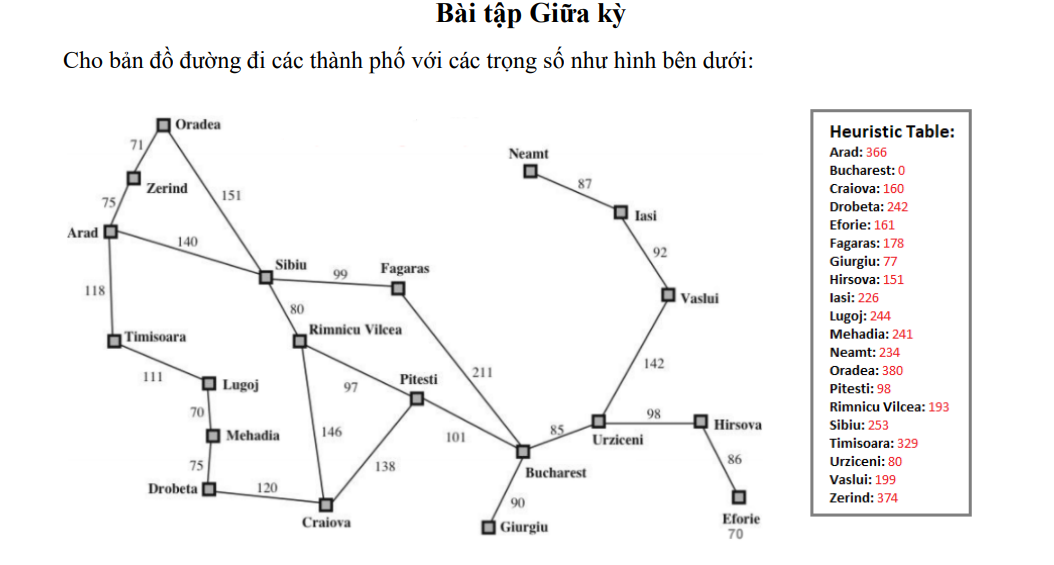 Bài tập Giữa kỳ
Cho bản đồ đường đi các thành phố với các trọng số như hình bên dưới:
Oradea
71
Zerind
151
75
Arad
140
118
Sibiu
99
Fagaras
80
Rimnicu Vilcea
Timisoara
111
Lugoj
70
Mehadia
75
Drobeta
120
Craiova
146
97
Pitesti
138
211
101
Bucharest
90
Giurgiu
85
Urziceni
Neamt
87
Iasi
92
Vaslui
142
98
Hirsova
86
Eforie
70
Heuristic Table:
Arad: 366
Bucharest: 0
Craiova: 160
Drobeta: 242
Eforie: 161
Fagaras: 178
Giurgiu: 77
Hirsova: 151
Iasi: 226
Lugoj: 244
Mehadia: 241
Neamt: 234
Oradea: 380
Pitesti: 98
Rimnicu Vilcea: 193
Sibiu: 253
Timisoara: 329
Urziceni: 80
Vaslui: 199
Zerind: 374